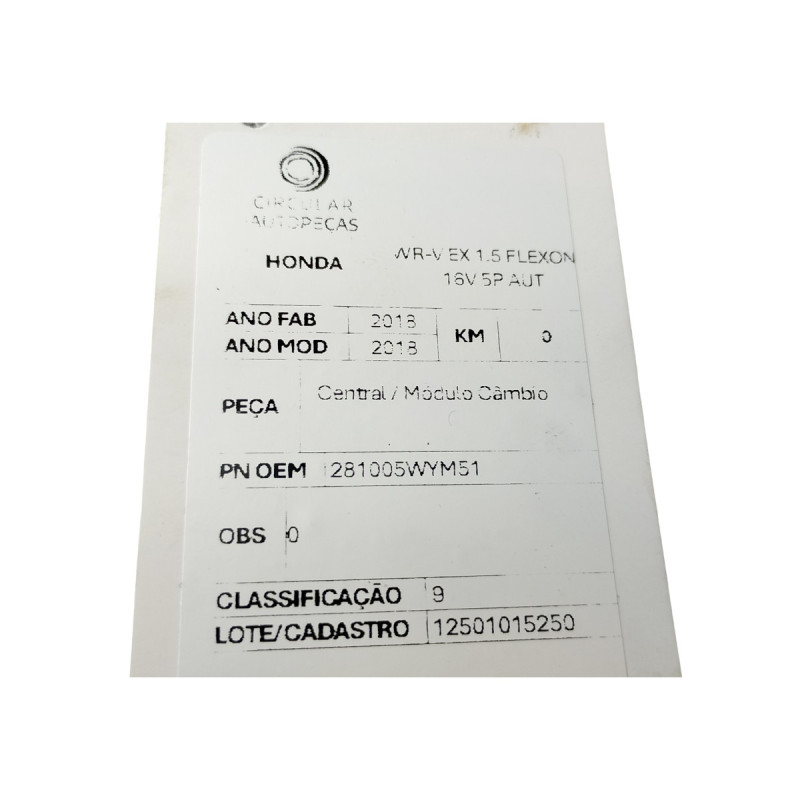 CIRCULAR
AUTOPEÇAS
HONDA WR-V EX 1.5 FLEXON
16V 5P AUT
ANO FAB 2018
ANO MOD 2018
KM 0
PEÇA Central / Módulo Câmbio
PN OEM 281005WYM51
OBS 0
CLASSIFICAÇÃO 9
LOTE/CADASTRO 12501015250